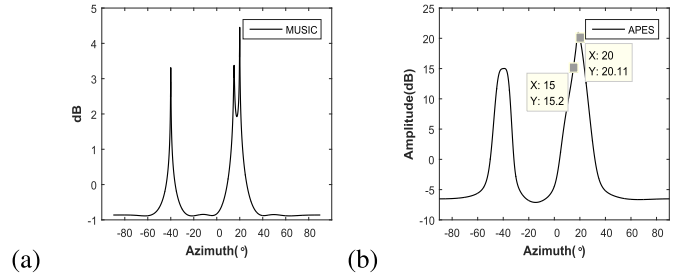 (a)
5
4
3
2
1
0
-1
dB
MUSIC
-80 -60 -40 -20 0 20 40 60 80
Azimuth(°)
(b)
25
20
15
10
5
0
-5
-10
Amplitude(dB)
APES
X: 20
Y: 20.11
X: 15
Y: 15.2
-80 -60 -40 -20 0 20 40 60 80
Azimuth(°)